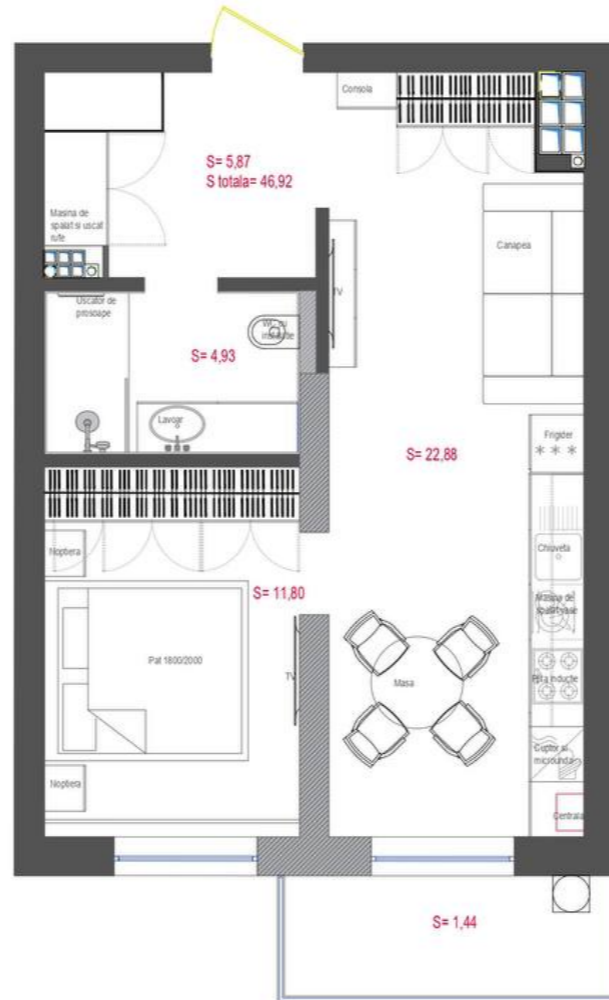 Consola
S= 5,87
S totala= 46,92
Masina de
spalat si uscat
rufe
Canapea
TV
Uscator de
prosoape
S= 4,93
Lavoar
Frigider
* * *
S= 22,88
Chiuveta
Masina de
spalat vase
Noptiera
S= 11,80
Pat 1800/2000
TV
Masa
Plita inductie
Cuptor si
microunda
Noptiera
Centrala
S= 1,44